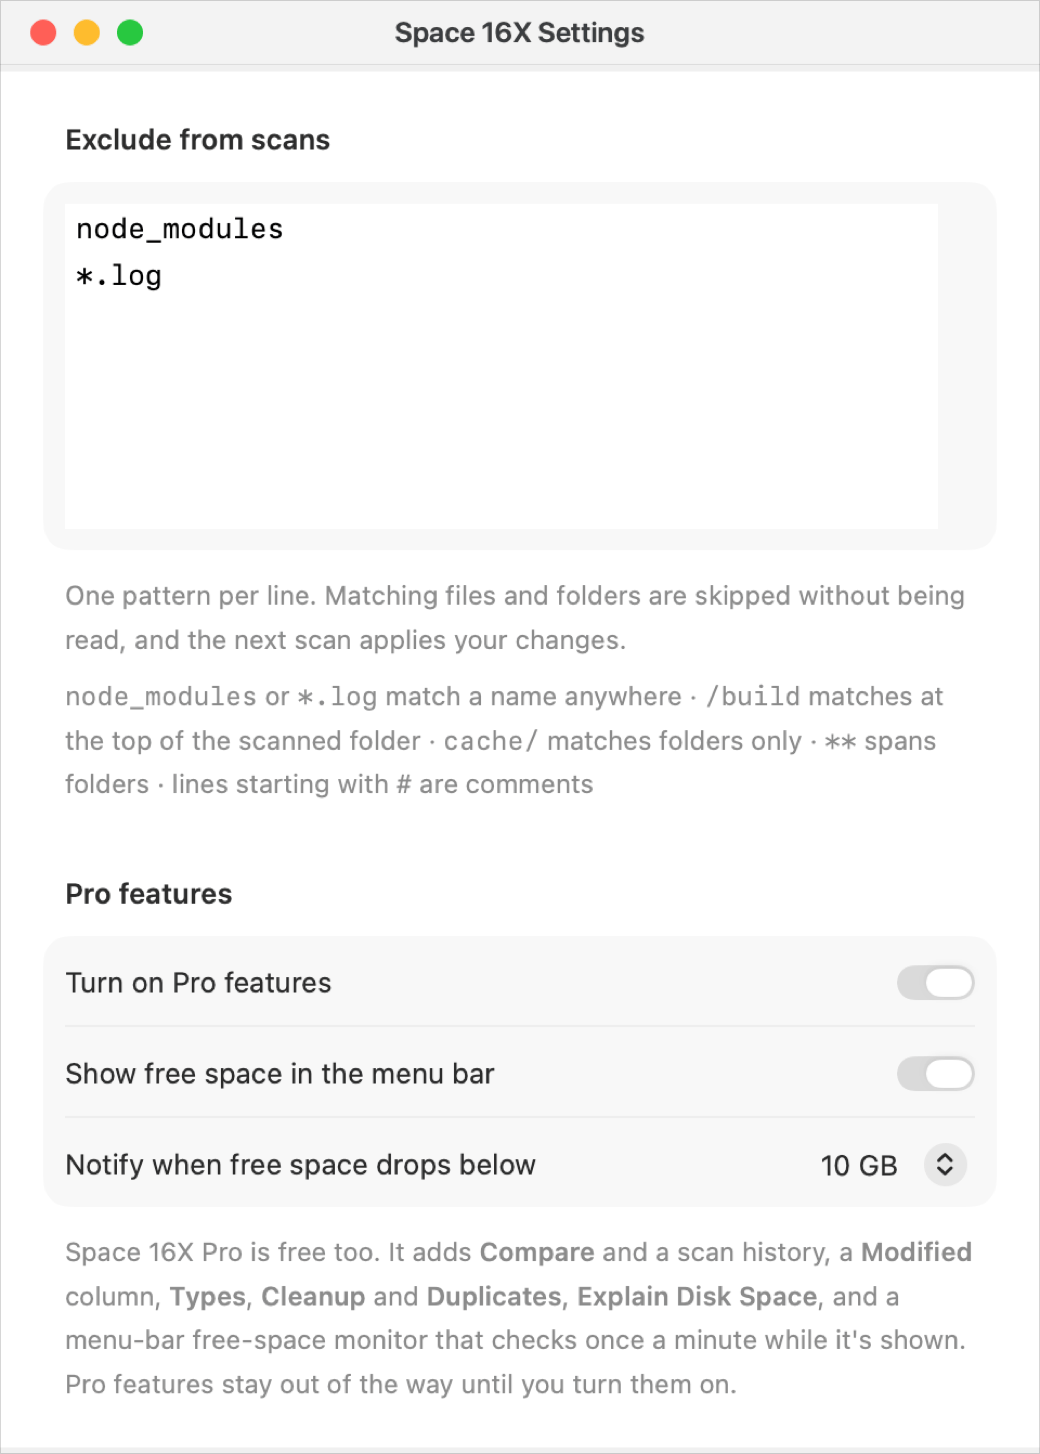 Space 16X Settings
Exclude from scans
node_modules
*.log
One pattern per line. Matching files and folders are skipped without being
read, and the next scan applies your changes.
node_modules or *.log match a name anywhere · /build matches at
the top of the scanned folder · cache/ matches folders only · ** spans
folders · lines starting with # are comments
Pro features
Turn on Pro features
Show free space in the menu bar
Notify when free space drops below 10 GB
Space 16X Pro is free too. It adds Compare and a scan history, a Modified
column, Types, Cleanup and Duplicates, Explain Disk Space, and a
menu-bar free-space monitor that checks once a minute while it's shown.
Pro features stay out of the way until you turn them on.